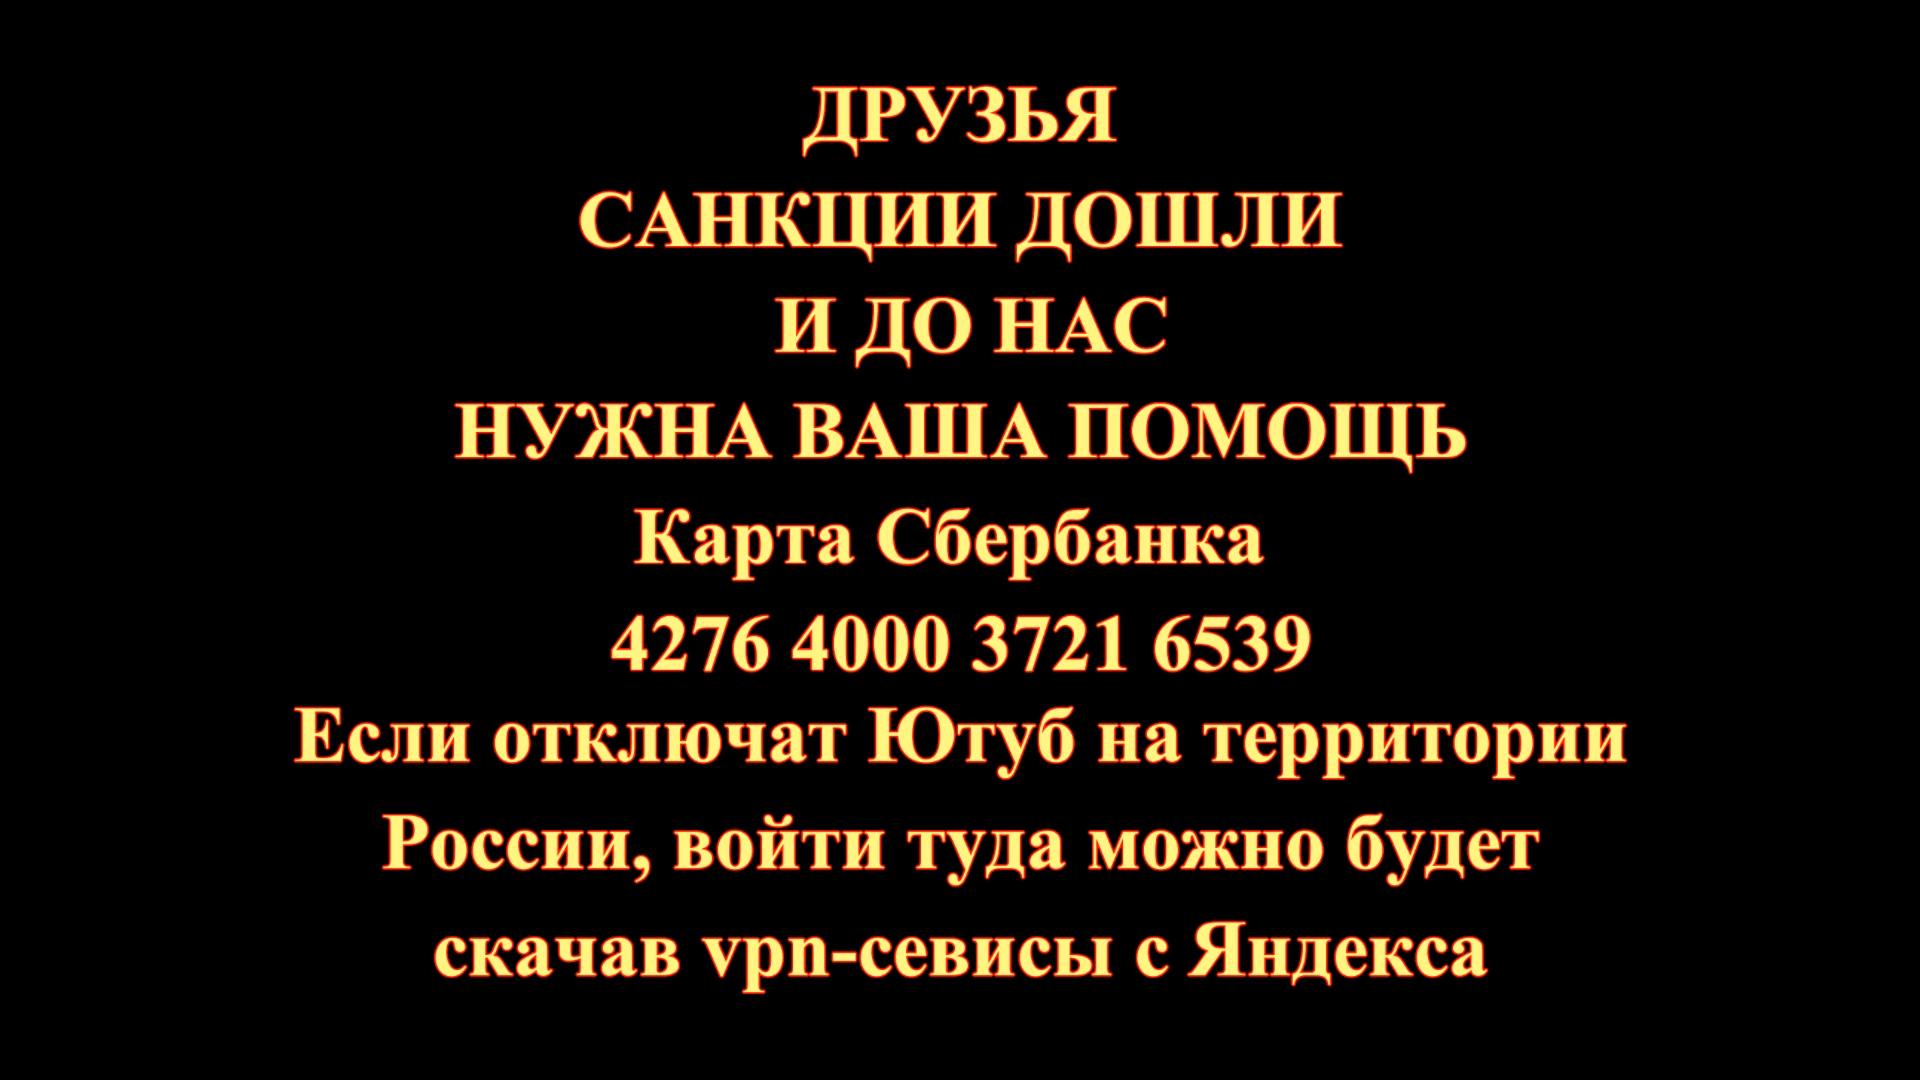 ДРУЗЬЯ
САНКЦИИ ДОШЛИ
И ДО НАС
НУЖНА ВАША ПОМОЩЬ
Карта Сбербанка
4276 4000 3721 6539
Если отключат Ютуб на территории
России, войти туда можно будет
скачав vpn-севисы с Яндекса